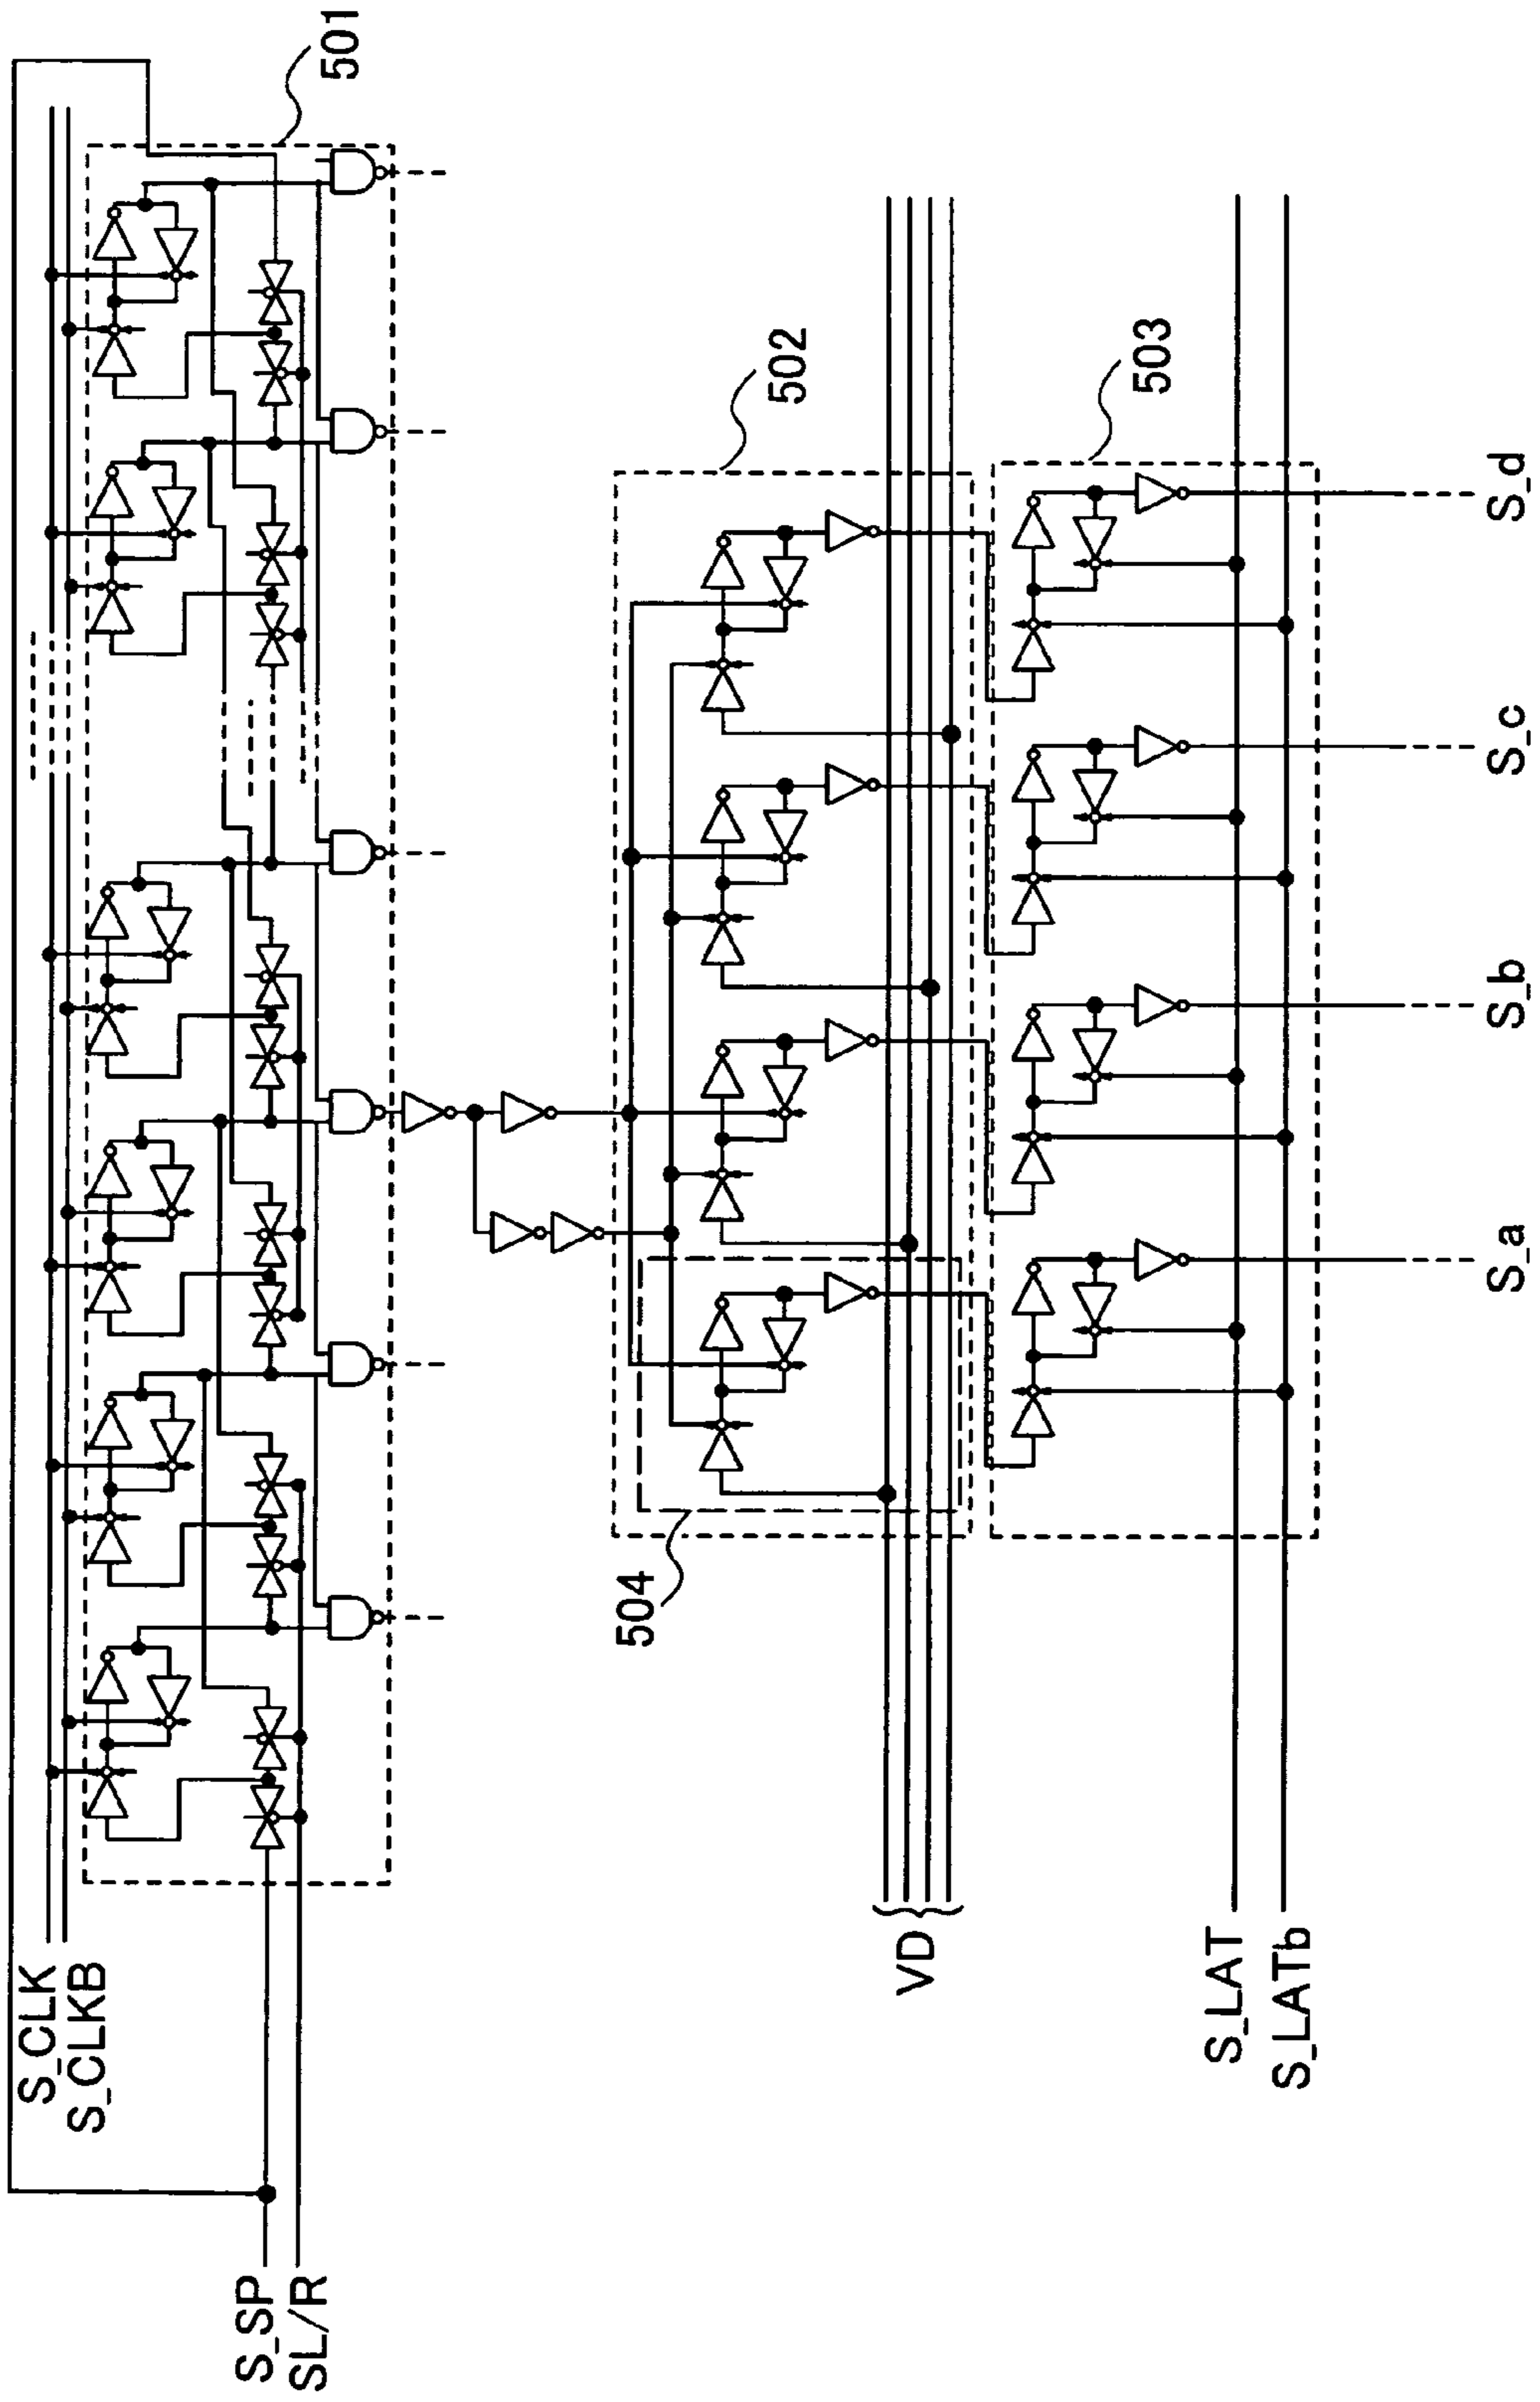 S_CLK
S_CLKB
S_SP
SL/R
501
502
504
VD
503
S_LAT
S_LATb
S_a
S_b
S_c
S_d